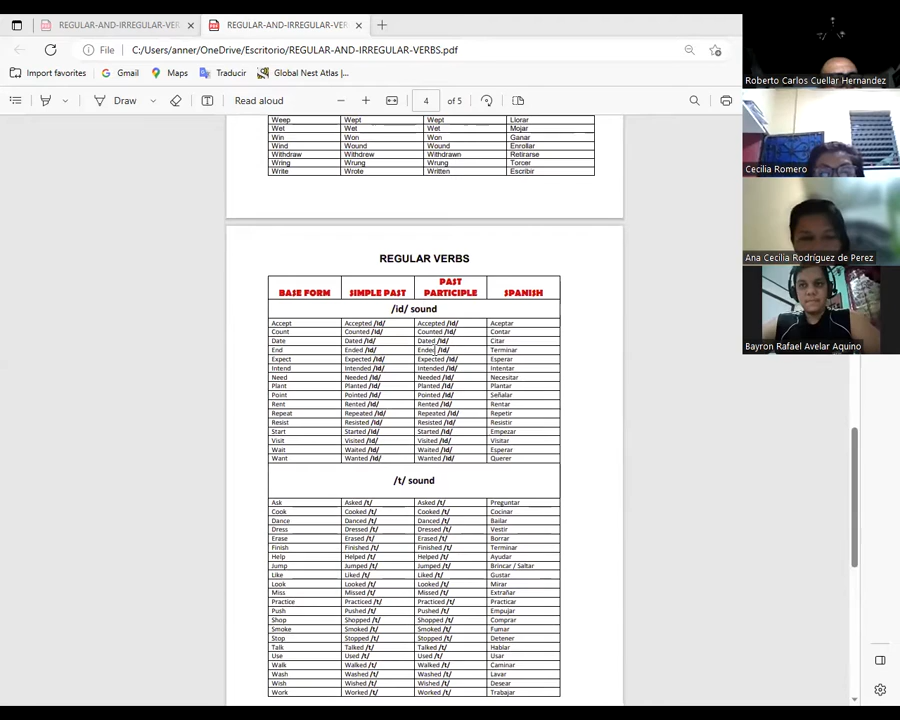 REGULAR-AND-IRREGULAR-VER
REGULAR-AND-IRREGULAR-VER
File C:/Users/anner/OneDrive/Escritorio/REGULAR-AND-IRREGULAR-VERBS.pdf
Import favorites Gmail Maps Traducir Global Nest Atlas |...
Draw Read aloud 4 of 5
Weep Wept Wept Llorar
Wet Wet Wet Mojar
Win Won Won Ganar
Wind Wound Wound Enrollar
Withdraw Withdrew Withdrawn Retirarse
Wring Wrung Wrung Torcer
Write Wrote Written Escribir
REGULAR VERBS
BASE FORM SIMPLE PAST PAST PARTICIPLE SPANISH
/id/ sound
Accept Accepted /id/ Accepted /id/ Aceptar
Count Counted /id/ Counted /id/ Contar
Date Dated /id/ Dated /id/ Citar
End Ended /id/ Ended /id/ Terminar
Expect Expected /id/ Expected /id/ Esperar
Intend Intended /id/ Intended /id/ Intentar
Need Needed /id/ Needed /id/ Necesitar
Plant Planted /id/ Planted /id/ Plantar
Point Pointed /id/ Pointed /id/ Señalar
Rent Rented /id/ Rented /id/ Rentar
Repeat Repeated /id/ Repeated /id/ Repetir
Resist Resisted /id/ Resisted /id/ Resistir
Start Started /id/ Started /id/ Empezar
Visit Visited /id/ Visited /id/ Visitar
Wait Waited /id/ Waited /id/ Esperar
Want Wanted /id/ Wanted /id/ Querer
/t/ sound
Ask Asked /t/ Asked /t/ Preguntar
Cook Cooked /t/ Cooked /t/ Cocinar
Dance Danced /t/ Danced /t/ Bailar
Dress Dressed /t/ Dressed /t/ Vestir
Erase Erased /t/ Erased /t/ Borrar
Finish Finished /t/ Finished /t/ Terminar
Help Helped /t/ Helped /t/ Ayudar
Jump Jumped /t/ Jumped /t/ Brincar / Saltar
Like Liked /t/ Liked /t/ Gustar
Look Looked /t/ Looked /t/ Mirar
Miss Missed /t/ Missed /t/ Extrañar
Practice Practiced /t/ Practiced /t/ Practicar
Push Pushed /t/ Pushed /t/ Empujar
Shop Shopped /t/ Shopped /t/ Comprar
Smoke Smoked /t/ Smoked /t/ Fumar
Stop Stopped /t/ Stopped /t/ Detener
Talk Talked /t/ Talked /t/ Hablar
Use Used /t/ Used /t/ Usar
Walk Walked /t/ Walked /t/ Caminar
Wash Washed /t/ Washed /t/ Lavar
Wish Wished /t/ Wished /t/ Desear
Work Worked /t/ Worked /t/ Trabajar
Roberto Carlos Cuellar Hernandez
Cecilia Romero
Ana Cecilia Rodríguez de Perez
Bayron Rafael Avelar Aquino